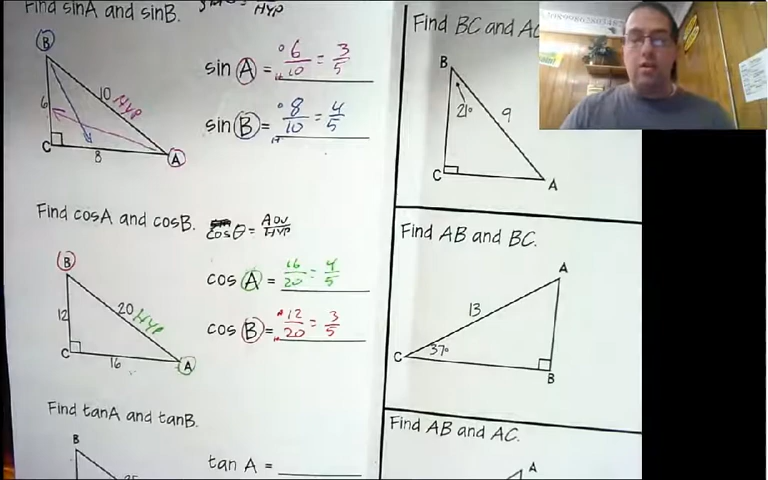 Find sinA and sinB.
HYP
B
6
10 HYP
C
8
A
sin A = O 6/10 = 3/5
sin B = O 8/10 = 4/5
Find cosA and cosB.
cosθ = ADJ/HYP
B
12
20 HYP
C
16
A
cos A = 16/20 = 4/5
cos B = A 12/20 = 3/5
Find tanA and tanB.
B
tan A =
Find BC and AC
B
21°
9
C
A
Find AB and BC.
A
13
C
37°
B
Find AB and AC.
A